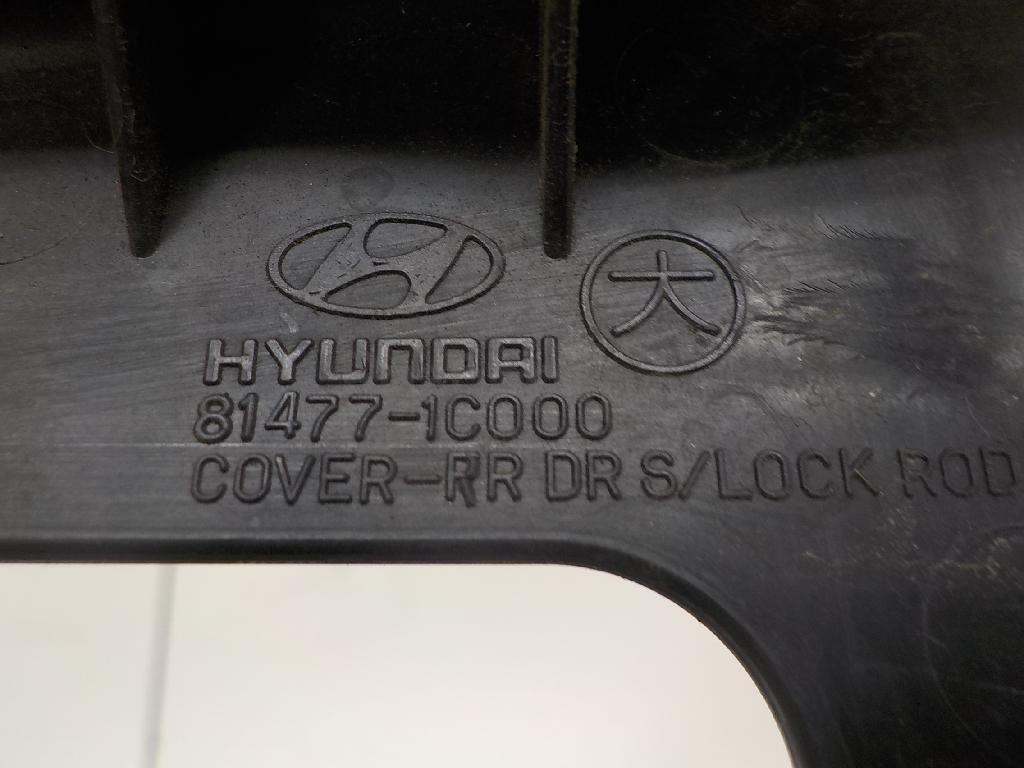 大
HYUNDAI
81477-1C000
COVER-RR DR S/LOCK ROD